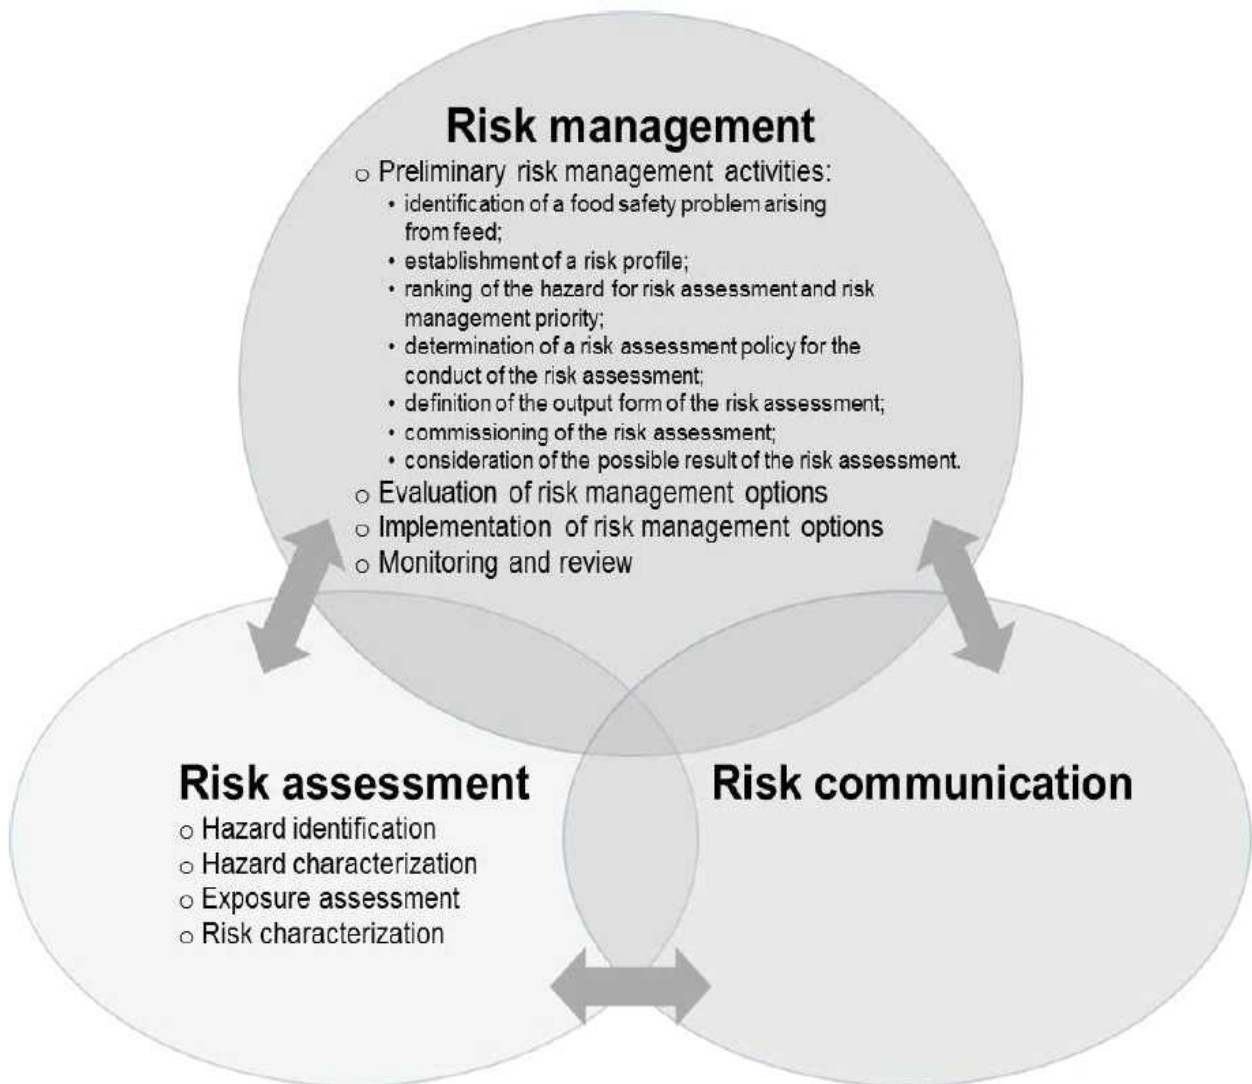 Risk management
o Preliminary risk management activities:
• identification of a food safety problem arising
from feed;
• establishment of a risk profile;
• ranking of the hazard for risk assessment and risk
management priority;
• determination of a risk assessment policy for the
conduct of the risk assessment;
• definition of the output form of the risk assessment;
• commissioning of the risk assessment;
• consideration of the possible result of the risk assessment.
o Evaluation of risk management options
o Implementation of risk management options
o Monitoring and review
Risk assessment
o Hazard identification
o Hazard characterization
o Exposure assessment
o Risk characterization
Risk communication